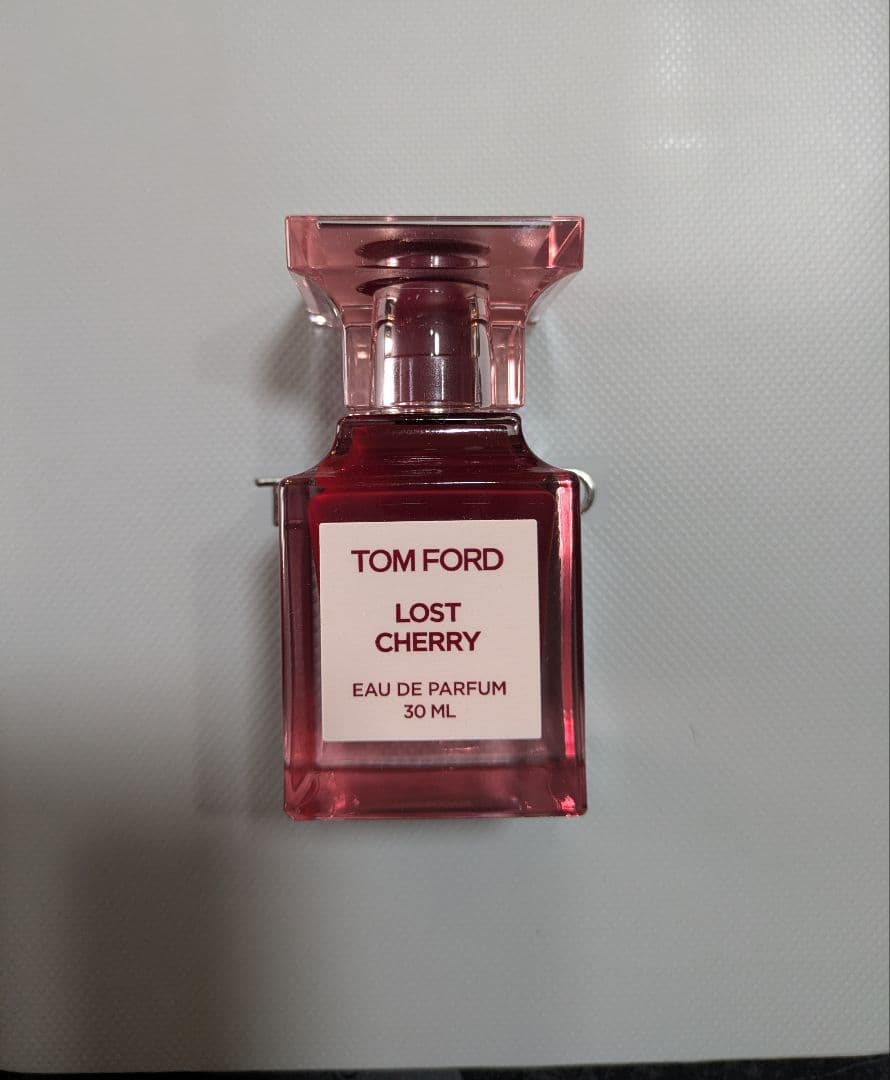 TOM FORD
LOST
CHERRY
EAU DE PARFUM
30 ML